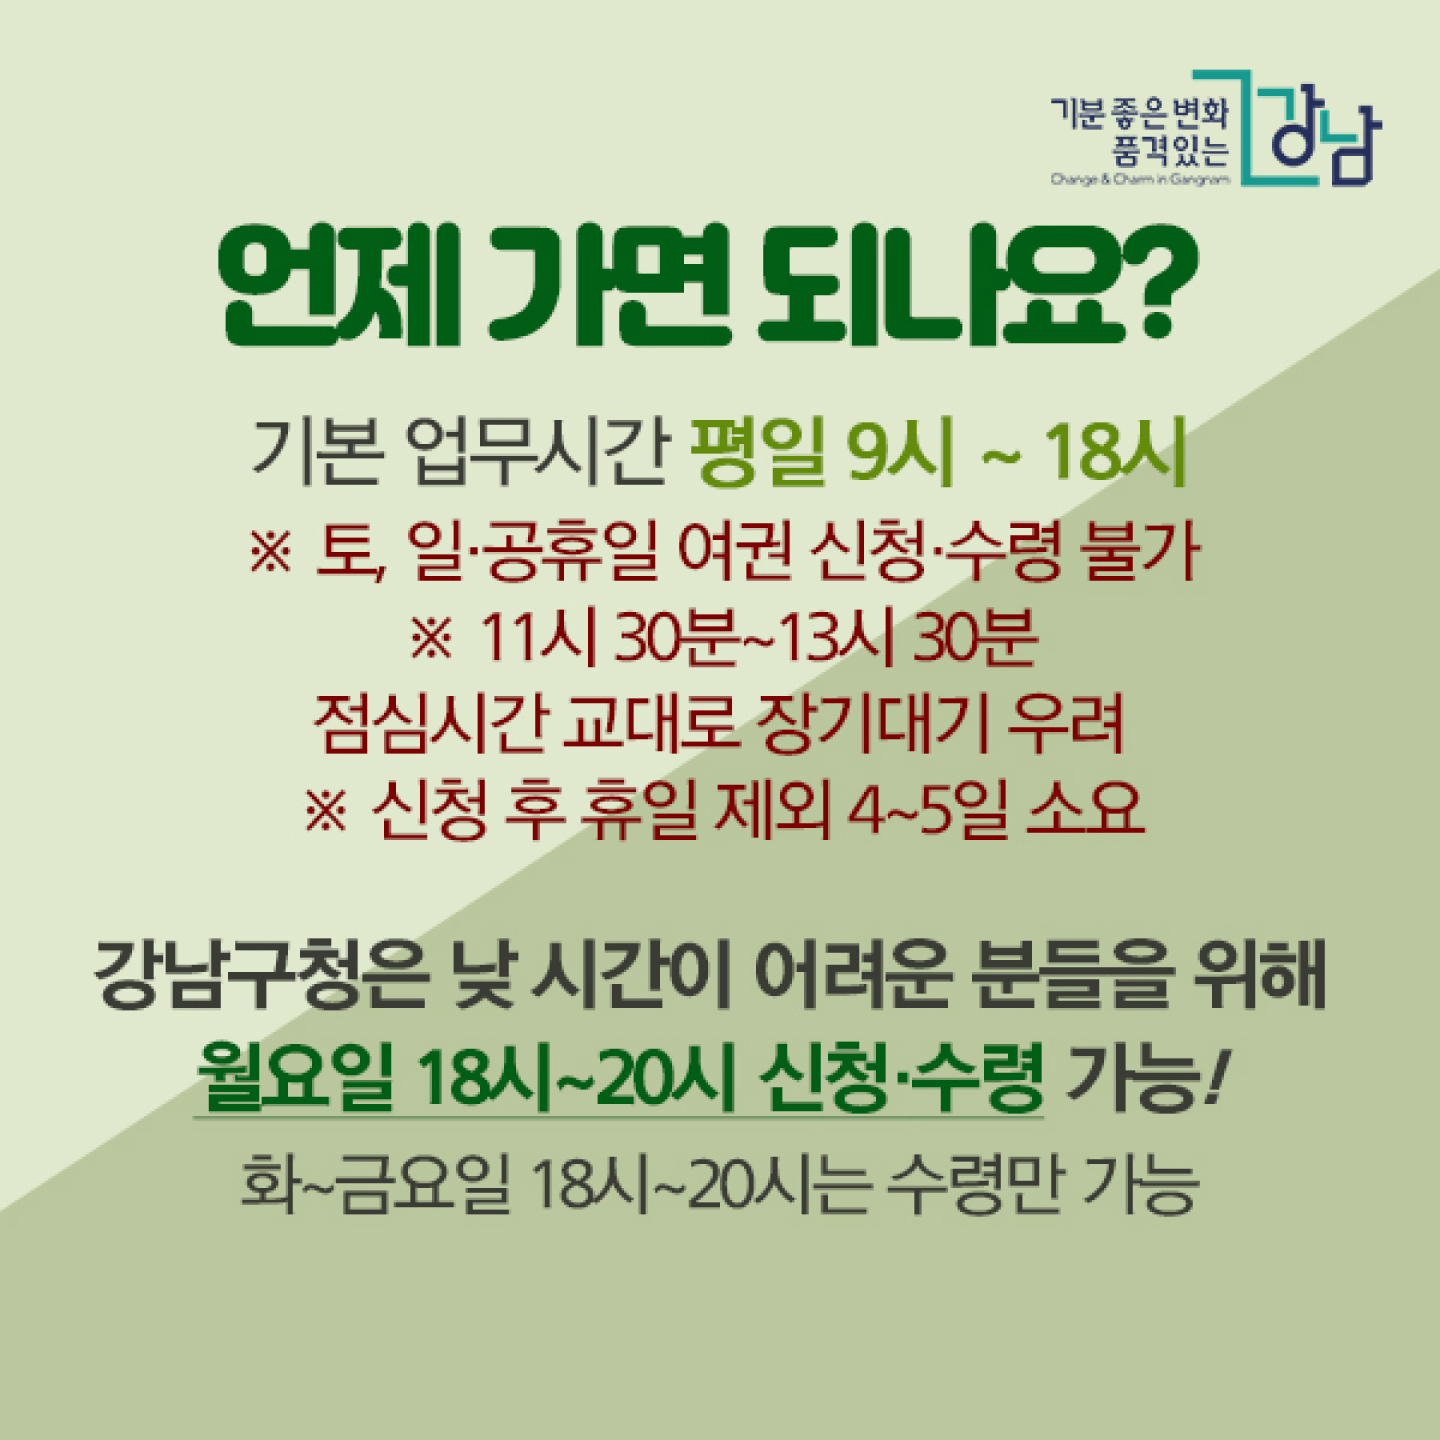 기분 좋은 변화
품격있는
Change & Charm in Gangnam
강남
언제 가면 되나요?
기본 업무시간 평일 9시 ~ 18시
※ 토, 일·공휴일 여권 신청·수령 불가
※ 11시 30분~13시 30분
점심시간 교대로 장기대기 우려
※ 신청 후 휴일 제외 4~5일 소요
강남구청은 낮 시간이 어려운 분들을 위해
월요일 18시~20시 신청·수령 가능!
화~금요일 18시~20시는 수령만 가능